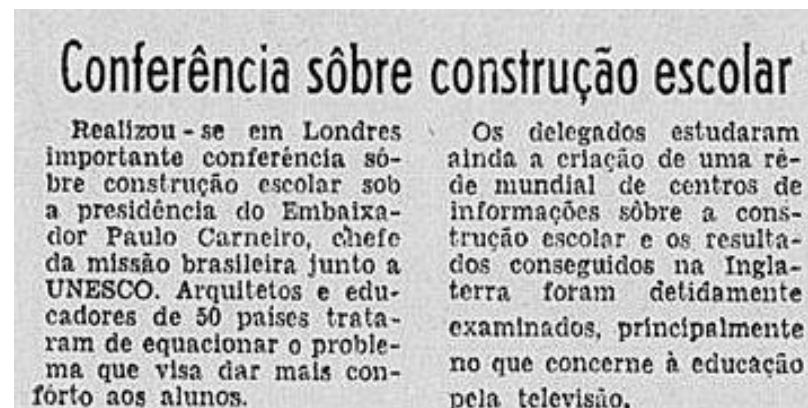 Conferência sôbre construção escolar
Realizou-se em Londres
importante conferência sô-
bre construção escolar sob
a presidência do Embaixa-
dor Paulo Carneiro, chefe
da missão brasileira junto a
UNESCO. Arquitetos e edu-
cadores de 50 países trata-
ram de equacionar o proble-
ma que visa dar mais con-
fôrto aos alunos.
Os delegados estudaram
ainda a criação de uma rê-
de mundial de centros de
informações sôbre a cons-
trução escolar e os resulta-
dos conseguidos na Ingla-
terra foram detidamente
examinados, principalmente
no que concerne à educação
pela televisão.